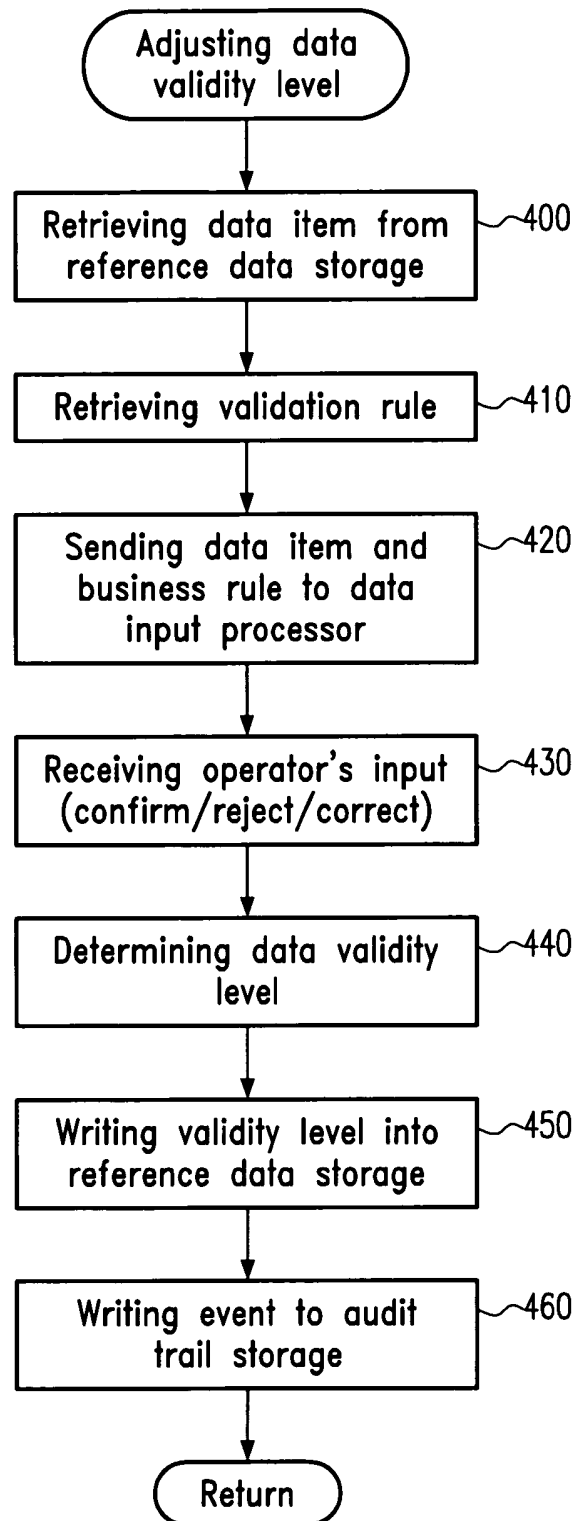 Adjusting data
validity level
Retrieving data item from
reference data storage
400
Retrieving validation rule
410
Sending data item and
business rule to data
input processor
420
Receiving operator's input
(confirm/reject/correct)
430
Determining data validity
level
440
Writing validity level into
reference data storage
450
Writing event to audit
trail storage
460
Return